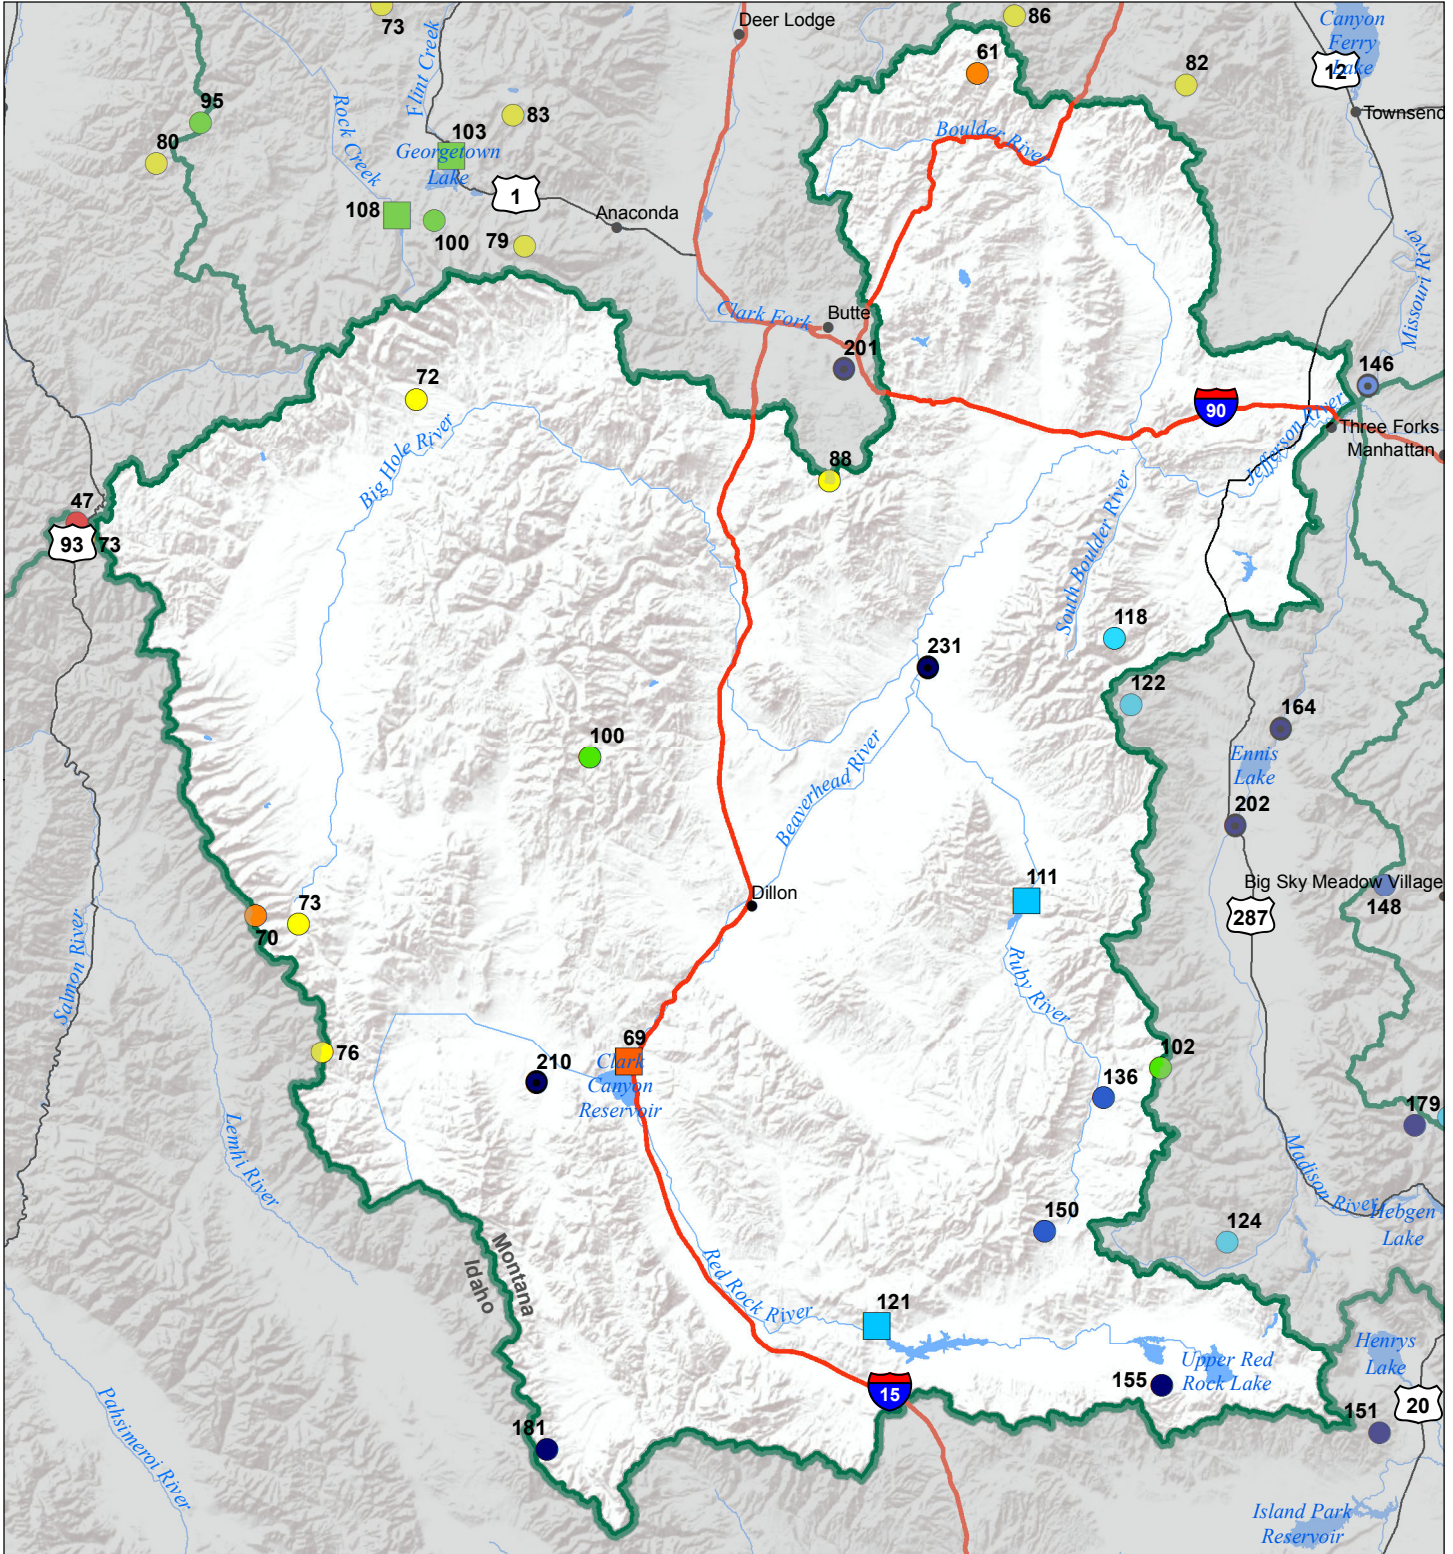 73
Deer Lodge
86
Canyon
Ferry
Lake
12
Flint Creek
61
82
95
Rock Creek
83
Townsend
80
103
Georgetown
Lake
Boulder River
1
108
100
79
Anaconda
Missouri River
Clark Fork
Butte
201
146
72
90
Jefferson River
Three Forks
Manhattan
Big Hole River
88
47
93
73
South Boulder River
118
231
122
164
100
Ennis
Lake
Beaverhead River
202
Dillon
111
Big Sky Meadow Village
148
287
73
70
Salmon River
Ruby River
69
76
210
Clark
Canyon
Reservoir
102
136
179
Lemhi River
Madison River
Hebgen
Lake
150
124
Montana
Idaho
Red Rock River
121
Henrys
Lake
Upper Red
Rock Lake
155
15
20
151
181
Pahsimeroi River
Island Park
Reservoir